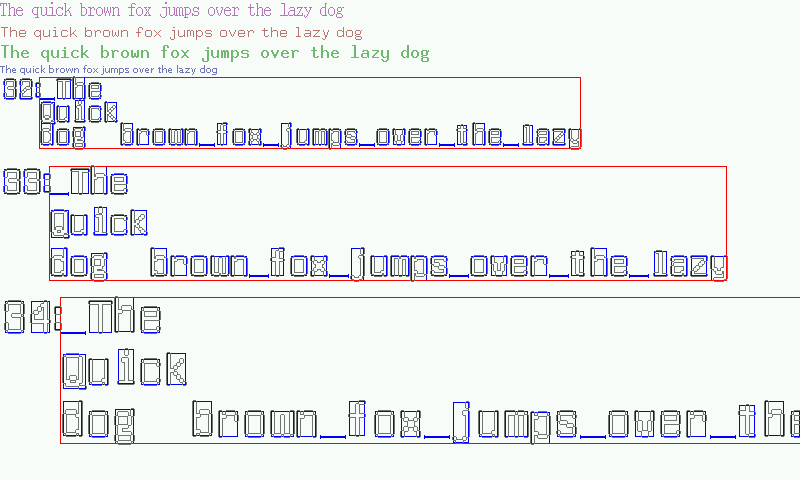 The quick brown fox jumps over the lazy dog
The quick brown fox jumps over the lazy dog
The quick brown fox jumps over the lazy dog
The quick brown fox jumps over the lazy dog
32:_The
Quick
dog brown_fox_jumps_over_the_lazy
33:_The
Quick
dog brown_fox_jumps_over_the_lazy
34:_The
Quick
dog brown_fox_jumps_over_the